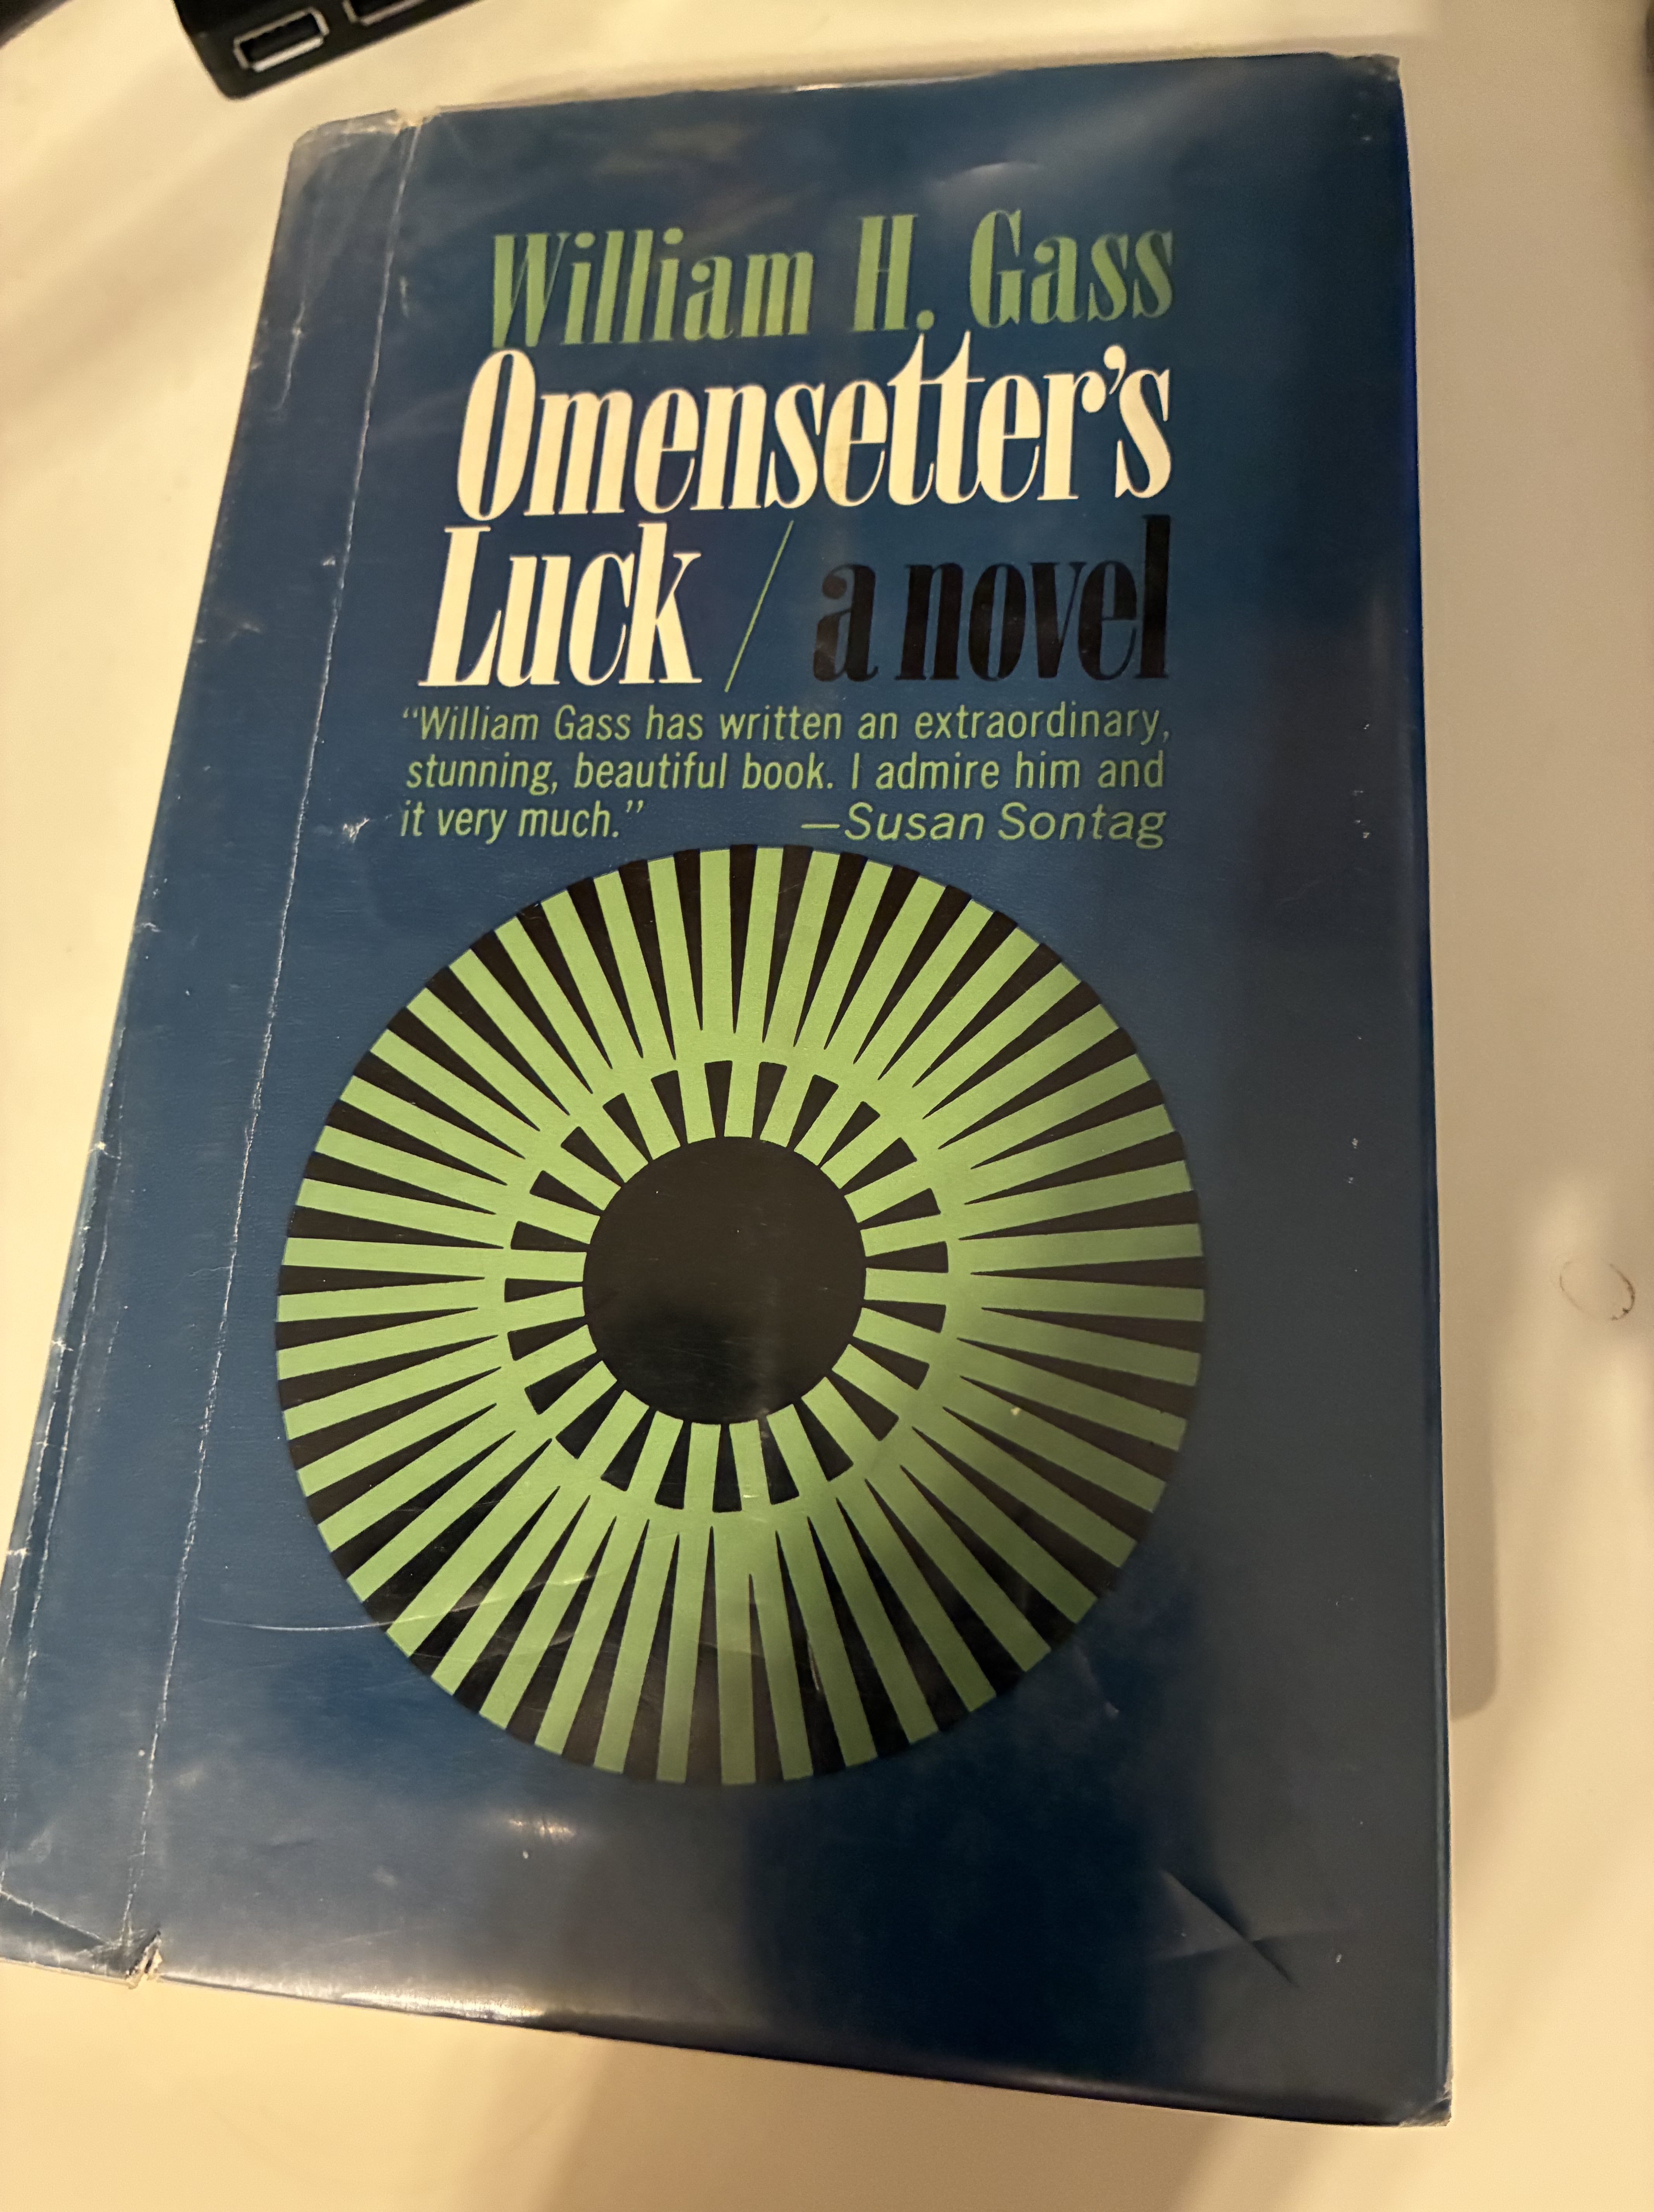 William H. Gass
Omensetter's
Luck / a novel
“William Gass has written an extraordinary,
stunning, beautiful book. I admire him and
it very much.” —Susan Sontag